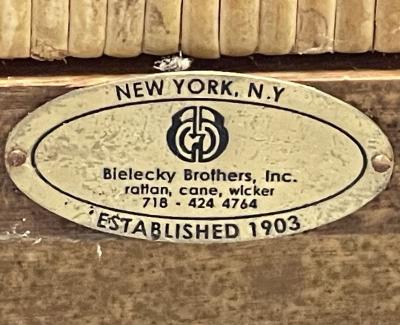 NEW YORK, N.Y
Bielecky Brothers, Inc.
rattan, cane, wicker
718 - 424 4764
ESTABLISHED 1903